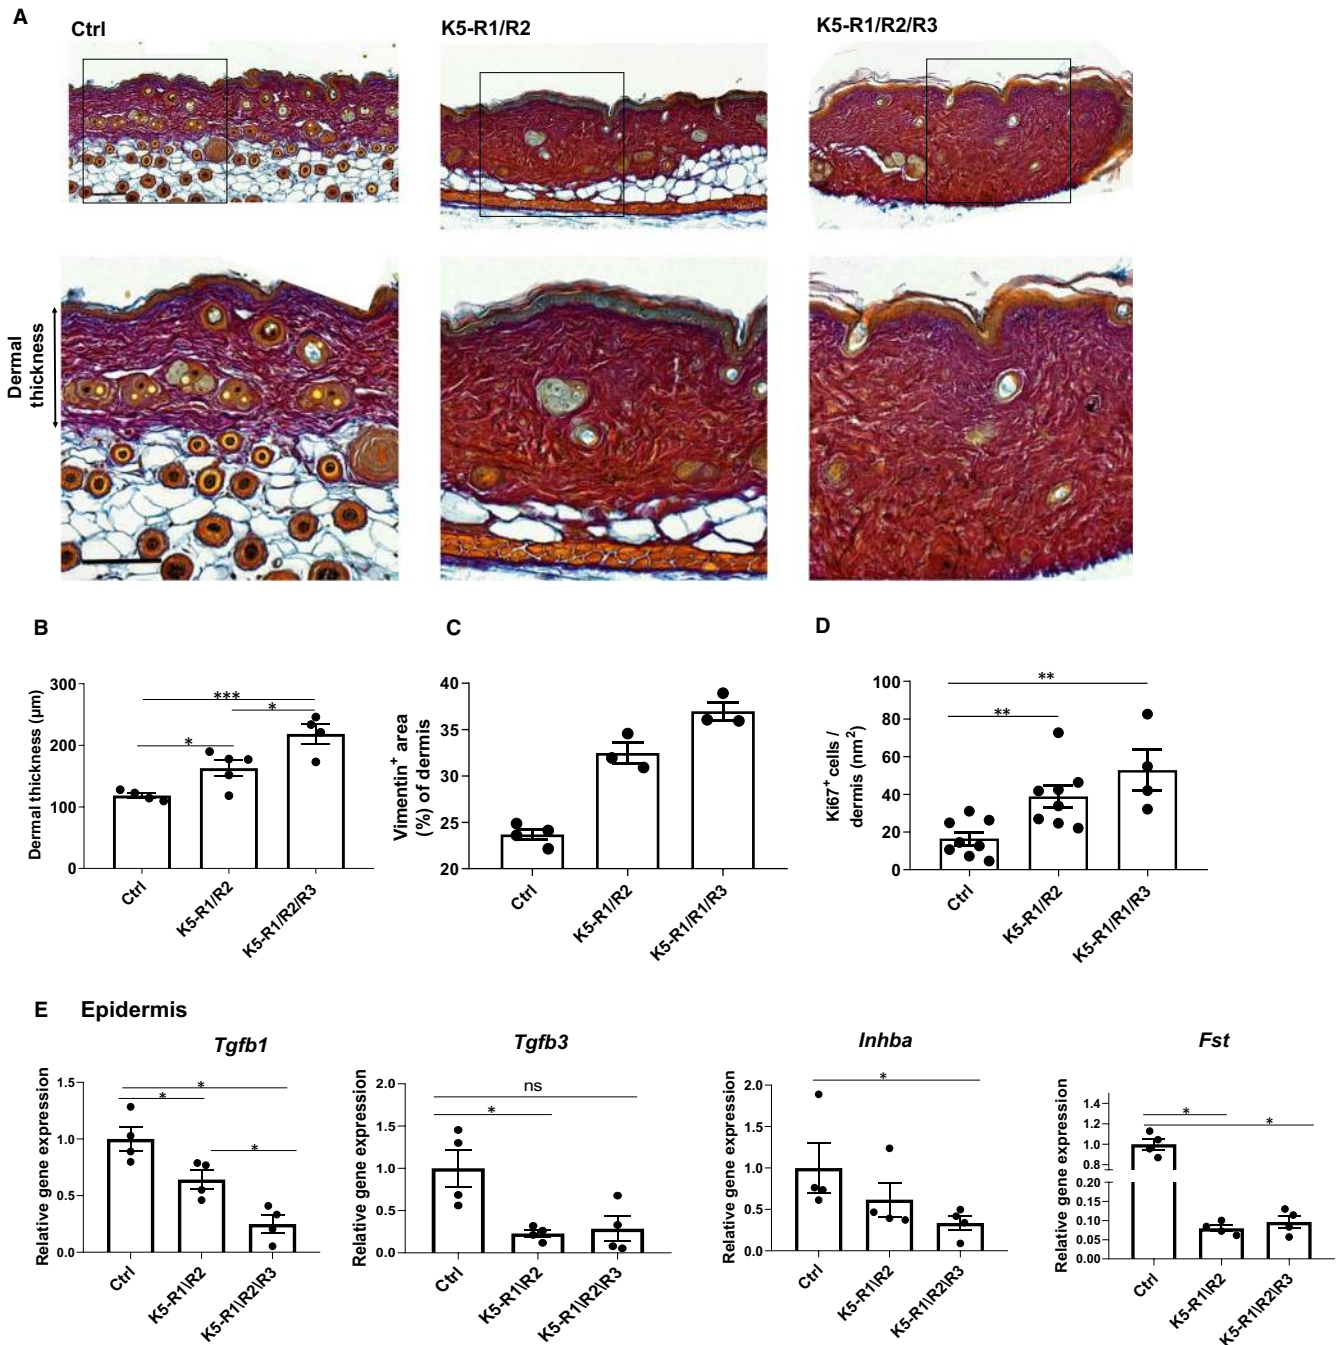 A
Ctrl
K5-R1/R2
K5-R1/R2/R3
Dermal
thickness
B
Dermal thickness (µm)
300
200
100
0
***
*
*
Ctrl
K5-R1/R2
K5-R1/R2/R3
C
Vimentin+ area
(%) of dermis
40
35
30
25
20
Ctrl
K5-R1/R2
K5-R1/R1/R3
D
Ki67+ cells /
dermis (nm2)
100
80
60
40
20
0
**
**
Ctrl
K5-R1/R2
K5-R1/R1/R3
E Epidermis
Tgfb1
Relative gene expression
1.5
1.0
0.5
0.0
*
*
*
Ctrl
K5-R1\R2
K5-R1\R2\R3
Tgfb3
Relative gene expression
2.0
1.5
1.0
0.5
0.0
ns
*
Ctrl
K5-R1\R2
K5-R1\R2\R3
Inhba
Relative gene expression
2.0
1.5
1.0
0.5
0.0
*
Ctrl
K5-R1\R2
K5-R1\R2\R3
Fst
Relative gene expression
1.4
1.2
1.0
0.8
0.20
0.15
0.10
0.05
0.00
*
*
Ctrl
K5-R1\R2
K5-R1\R2\R3